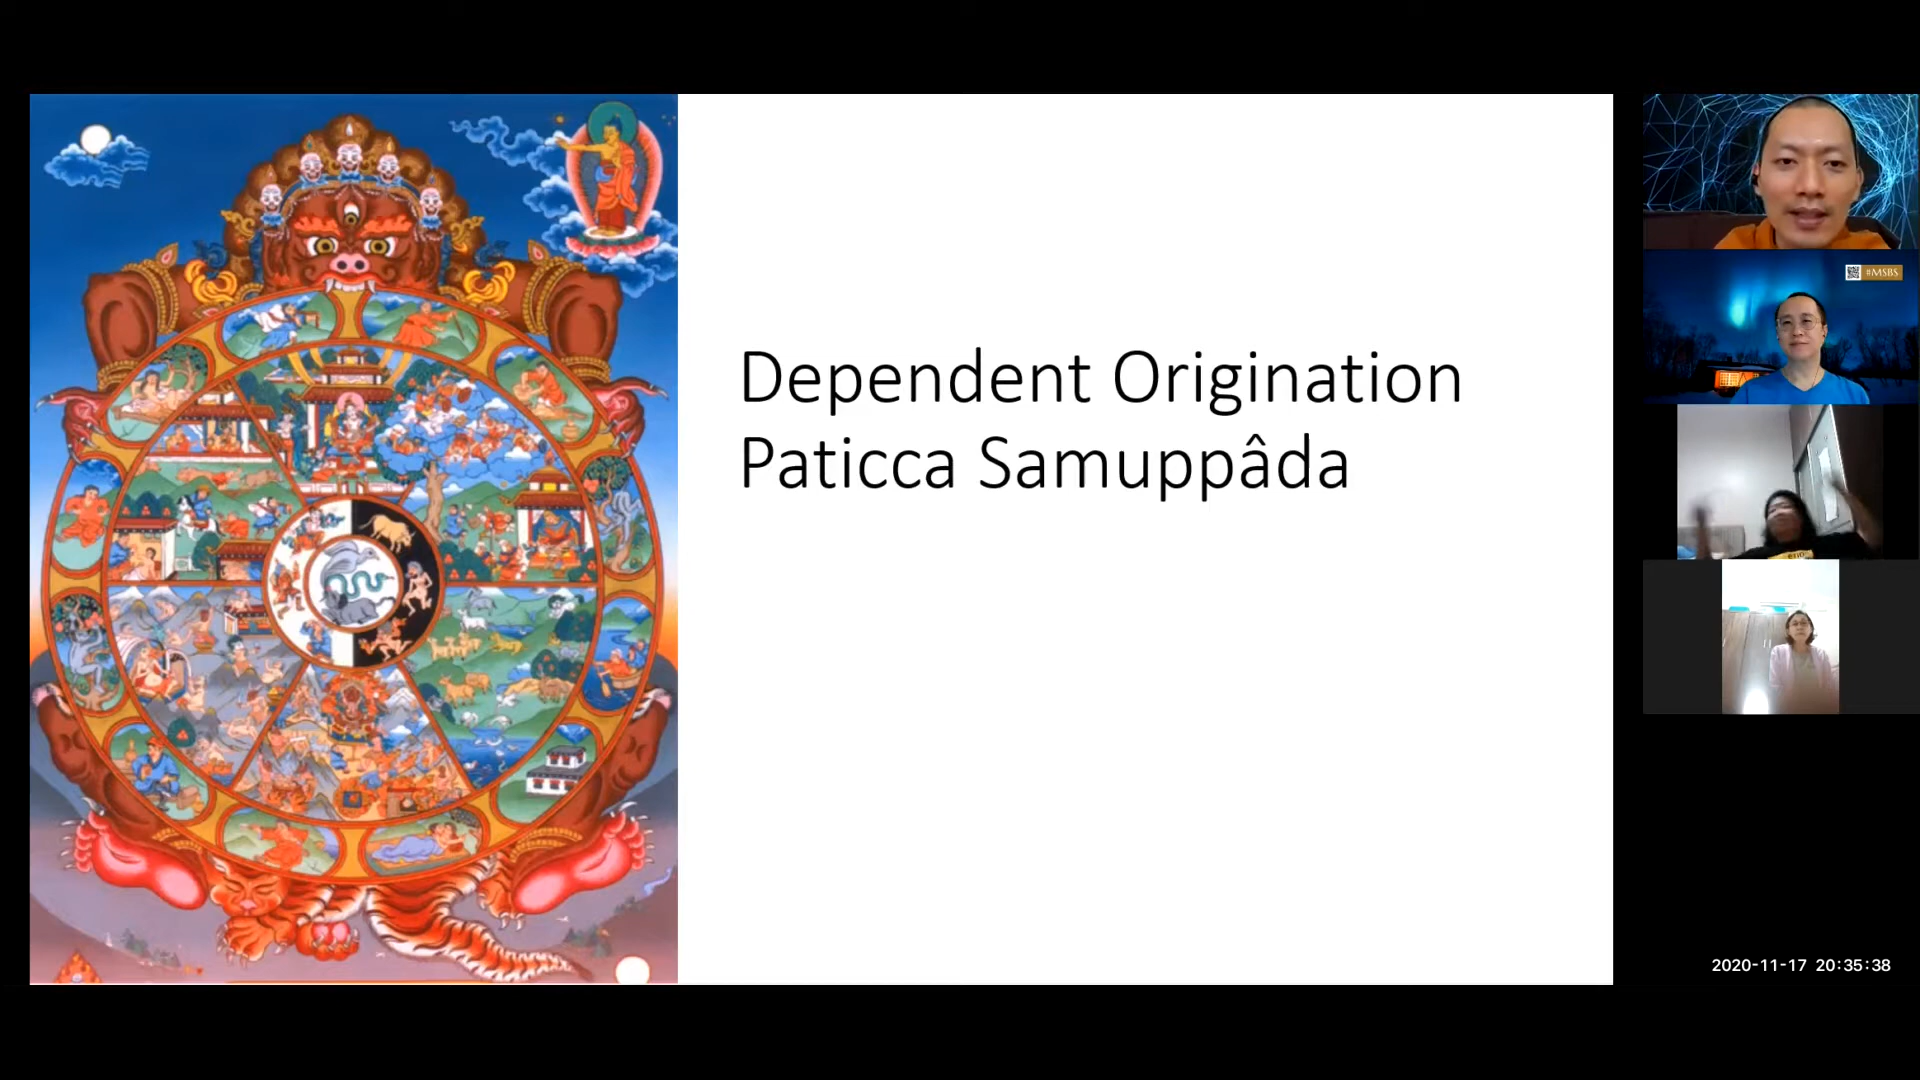 Dependent Origination
Paticca Samuppâda
#MSBS
2020-11-17 20:35:38